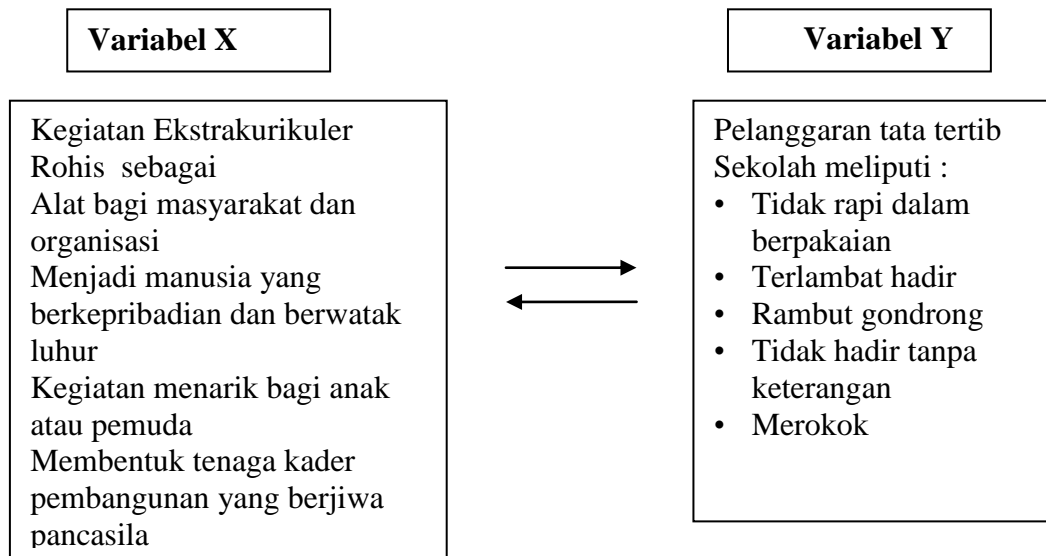 Variabel X
Variabel Y
Kegiatan Ekstrakurikuler
Rohis sebagai
Alat bagi masyarakat dan
organisasi
Menjadi manusia yang
berkepribadian dan berwatak
luhur
Kegiatan menarik bagi anak
atau pemuda
Membentuk tenaga kader
pembangunan yang berjiwa
pancasila
Pelanggaran tata tertib
Sekolah meliputi :
• Tidak rapi dalam
berpakaian
• Terlambat hadir
• Rambut gondrong
• Tidak hadir tanpa
keterangan
• Merokok